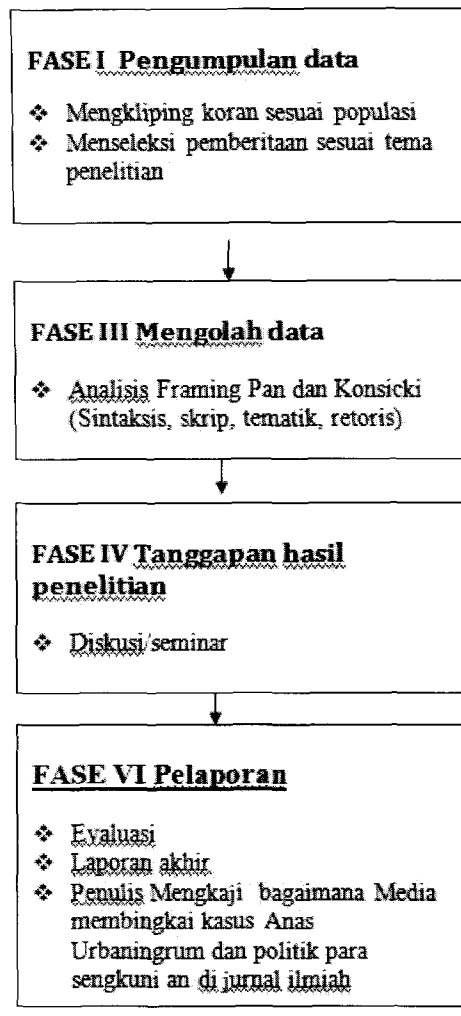 FASE I Pengumpulan data
❖ Mengkliping koran sesuai populasi
❖ Menseleksi pemberitaan sesuai tema
penelitian
FASE III Mengolah data
❖ Analisis Framing Pan dan Konsicki
(Sintaksis, skrip, tematik, retoris)
FASE IV Tanggapan hasil
penelitian
❖ Diskusi/seminar
FASE VI Pelaporan
❖ Evaluasi
❖ Laporan akhir
❖ Penulis Mengkaji bagaimana Media
membingkai kasus Anas
Urbaningrum dan politik para
sengkuni an di jurnal ilmiah